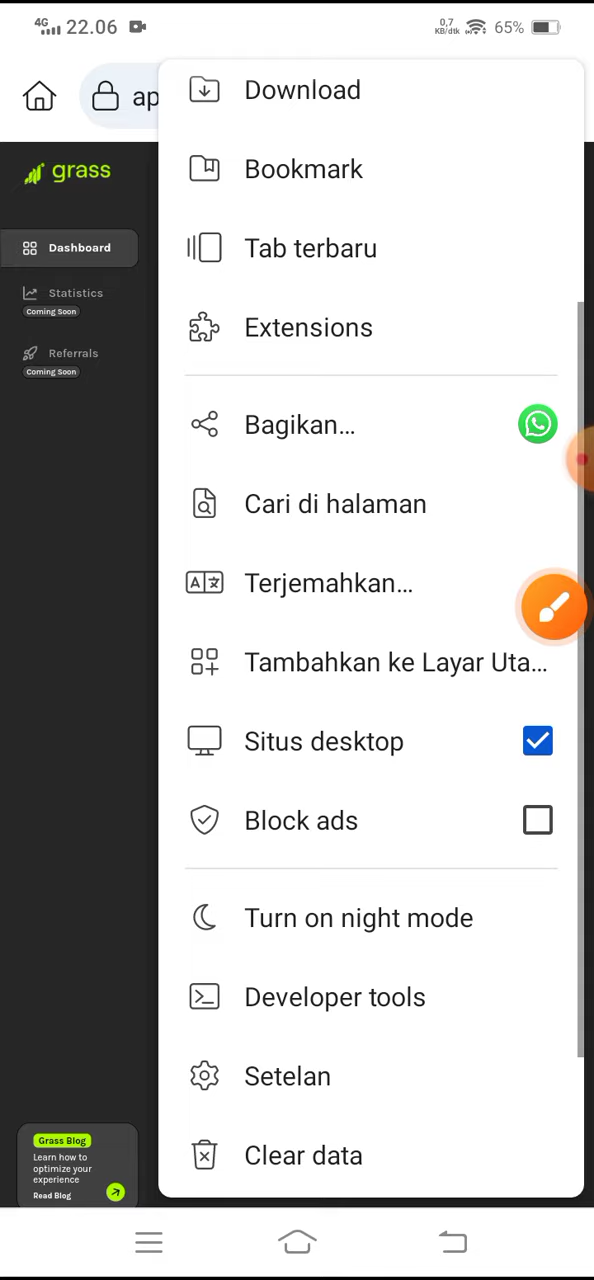 4G 22.06
0,7
KB/dtk
65%
ap
grass
Dashboard
Statistics
Coming Soon
Referrals
Coming Soon
Download
Bookmark
Tab terbaru
Extensions
Bagikan...
Cari di halaman
Terjemahkan...
Tambahkan ke Layar Uta...
Situs desktop
Block ads
Turn on night mode
Developer tools
Setelan
Clear data
Grass Blog
Learn how to
optimize your
experience
Read Blog